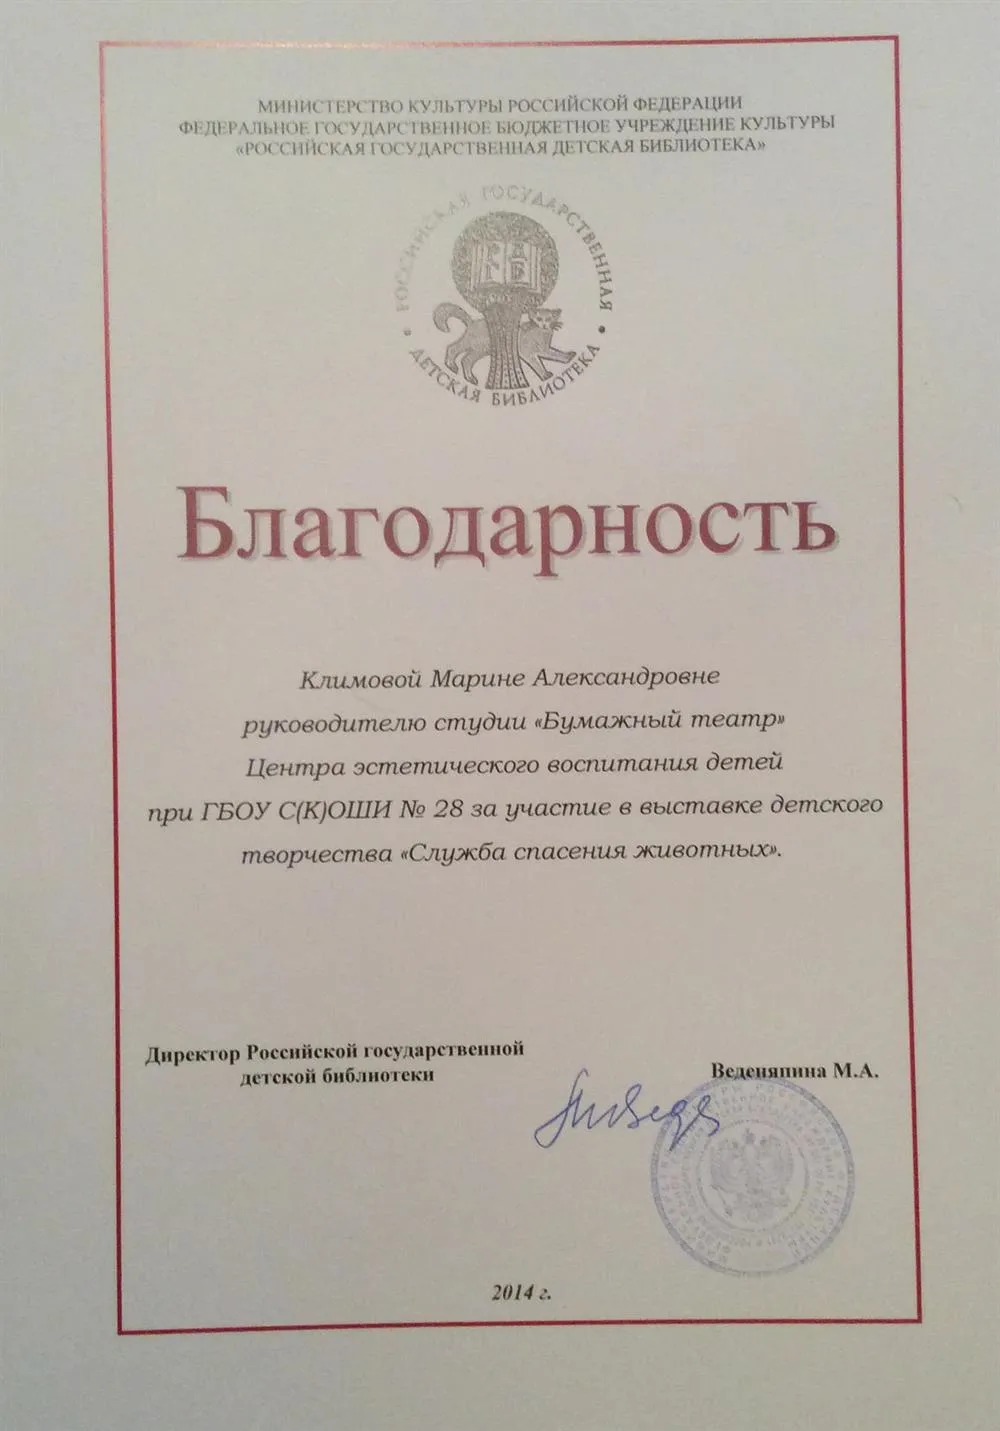 МИНИСТЕРСТВО КУЛЬТУРЫ РОССИЙСКОЙ ФЕДЕРАЦИИ
ФЕДЕРАЛЬНОЕ ГОСУДАРСТВЕННОЕ БЮДЖЕТНОЕ УЧРЕЖДЕНИЕ КУЛЬТУРЫ
«РОССИЙСКАЯ ГОСУДАРСТВЕННАЯ ДЕТСКАЯ БИБЛИОТЕКА»
РОССИЙСКАЯ ГОСУДАРСТВЕННАЯ
• ДЕТСКАЯ БИБЛИОТЕКА •
Благодарность
Климовой Марине Александровне
руководителю студии «Бумажный театр»
Центра эстетического воспитания детей
при ГБОУ С(К)ОШИ № 28 за участие в выставке детского
творчества «Служба спасения животных».
Директор Российской государственной
детской библиотеки
Веденяпина М.А.
2014 г.